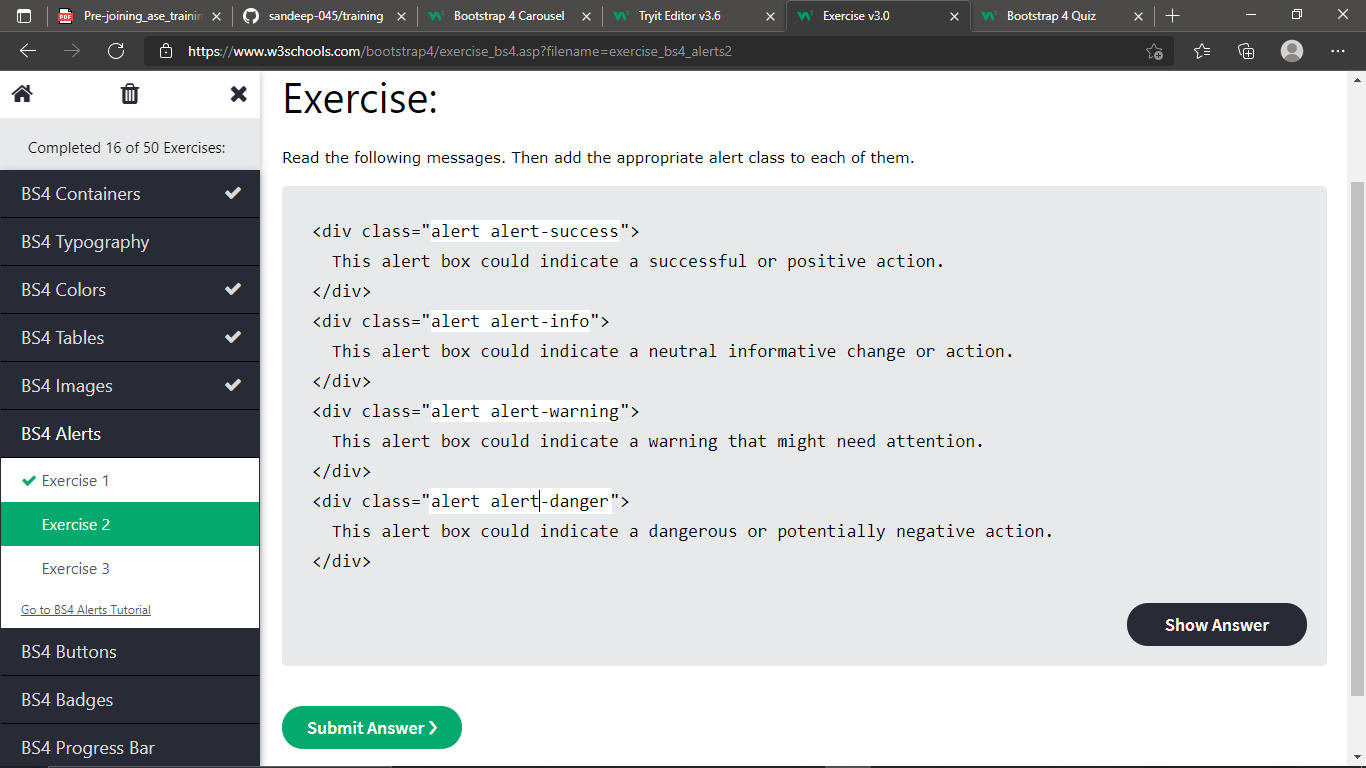 Pre-joining_ase_trainin
sandeep-045/training
Bootstrap 4 Carousel
Tryit Editor v3.6
Exercise v3.0
Bootstrap 4 Quiz
https://www.w3schools.com/bootstrap4/exercise_bs4.asp?filename=exercise_bs4_alerts2
Completed 16 of 50 Exercises:
BS4 Containers
BS4 Typography
BS4 Colors
BS4 Tables
BS4 Images
BS4 Alerts
Exercise 1
Exercise 2
Exercise 3
Go to BS4 Alerts Tutorial
BS4 Buttons
BS4 Badges
BS4 Progress Bar
Exercise:
Read the following messages. Then add the appropriate alert class to each of them.
<div class="alert alert-success">
This alert box could indicate a successful or positive action.
</div>
<div class="alert alert-info">
This alert box could indicate a neutral informative change or action.
</div>
<div class="alert alert-warning">
This alert box could indicate a warning that might need attention.
</div>
<div class="alert alert-danger">
This alert box could indicate a dangerous or potentially negative action.
</div>
Show Answer
Submit Answer ❯